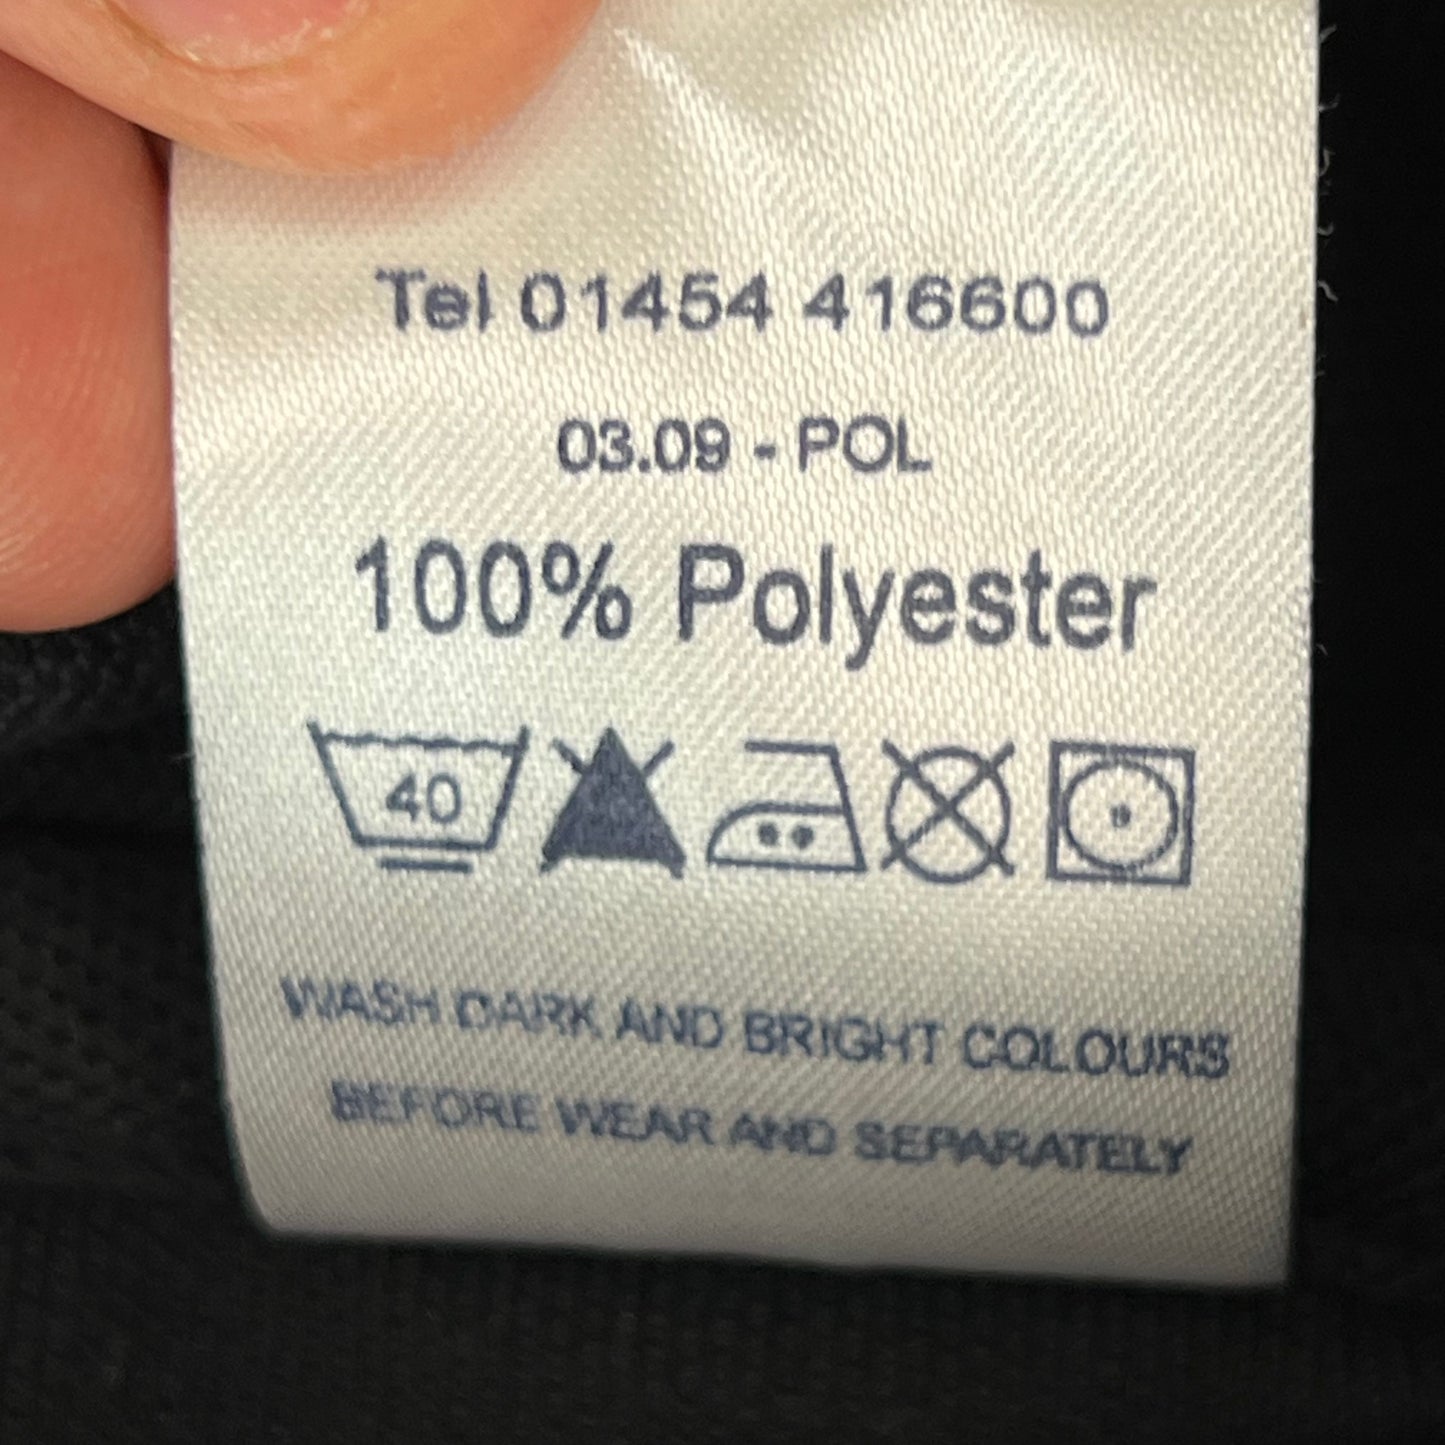 Tel 01454 416600
03.09 - POL
100% Polyester
40
WASH DARK AND BRIGHT COLOURS
BEFORE WEAR AND SEPARATELY